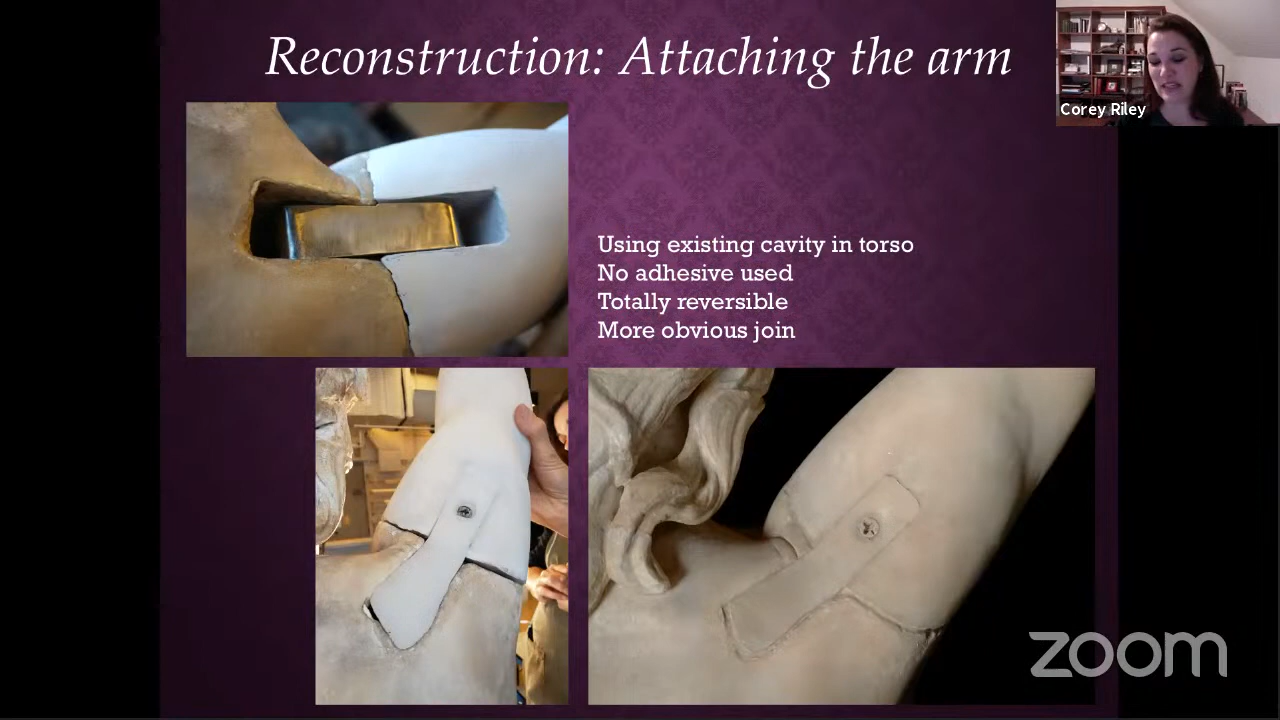 Reconstruction: Attaching the arm
Corey Riley
Using existing cavity in torso
No adhesive used
Totally reversible
More obvious join
zoom